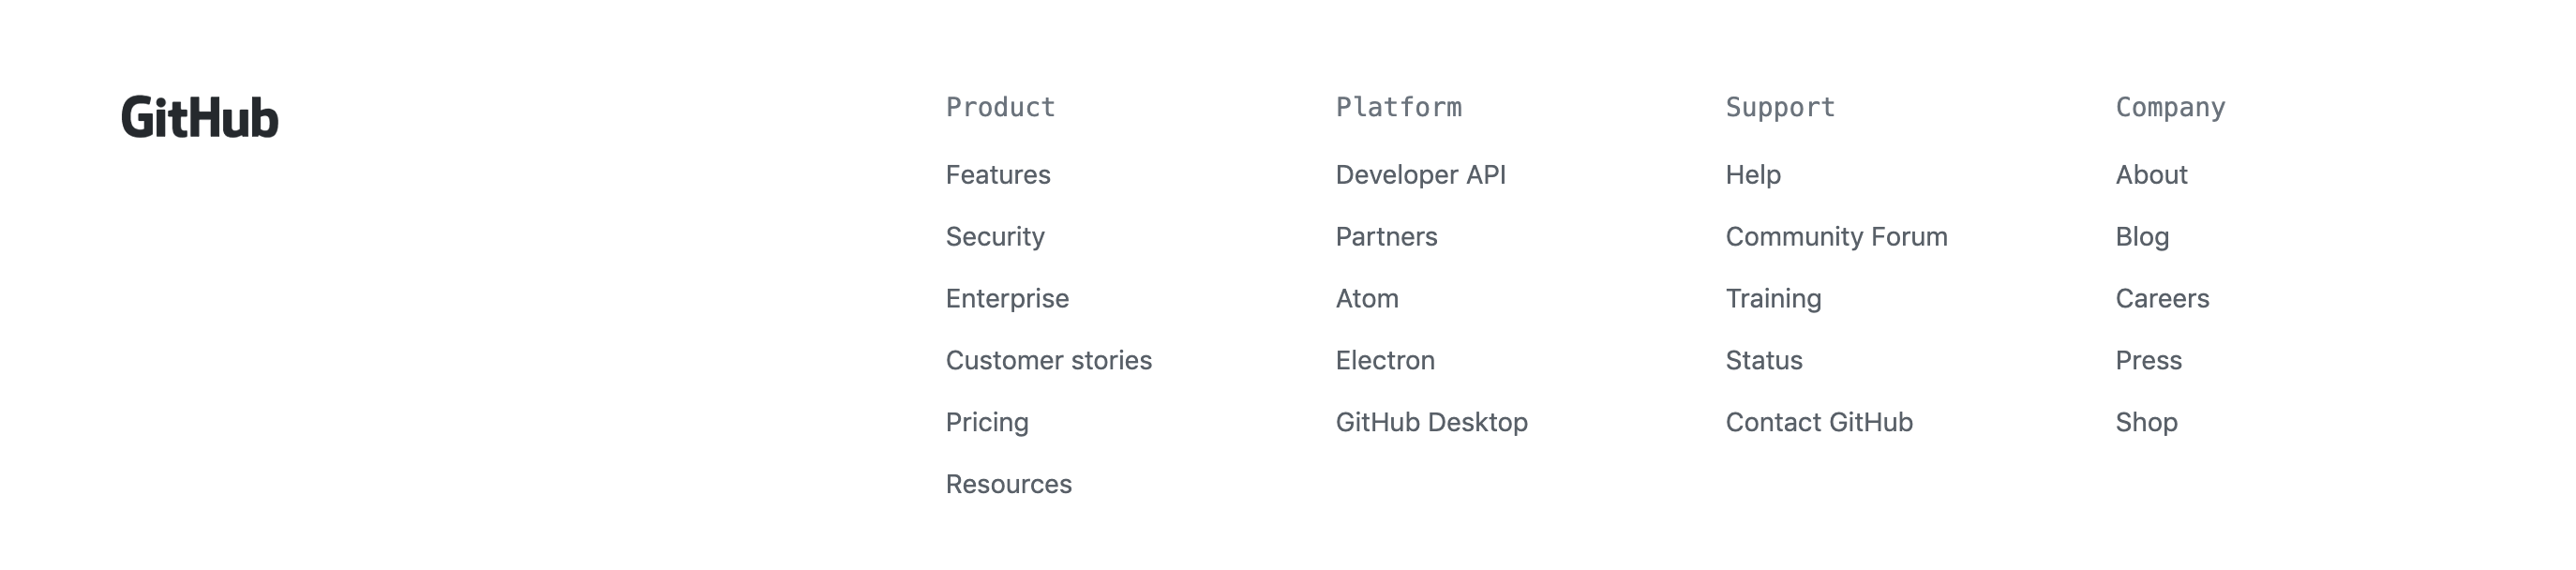 GitHub
Product
Features
Security
Enterprise
Customer stories
Pricing
Resources
Platform
Developer API
Partners
Atom
Electron
GitHub Desktop
Support
Help
Community Forum
Training
Status
Contact GitHub
Company
About
Blog
Careers
Press
Shop